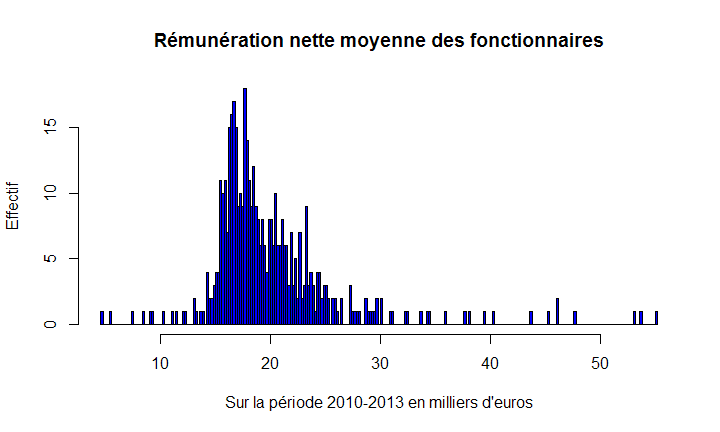 Rémunération nette moyenne des fonctionnaires
Effectif
15
10
5
0
10 20 30 40 50
Sur la période 2010-2013 en milliers d'euros